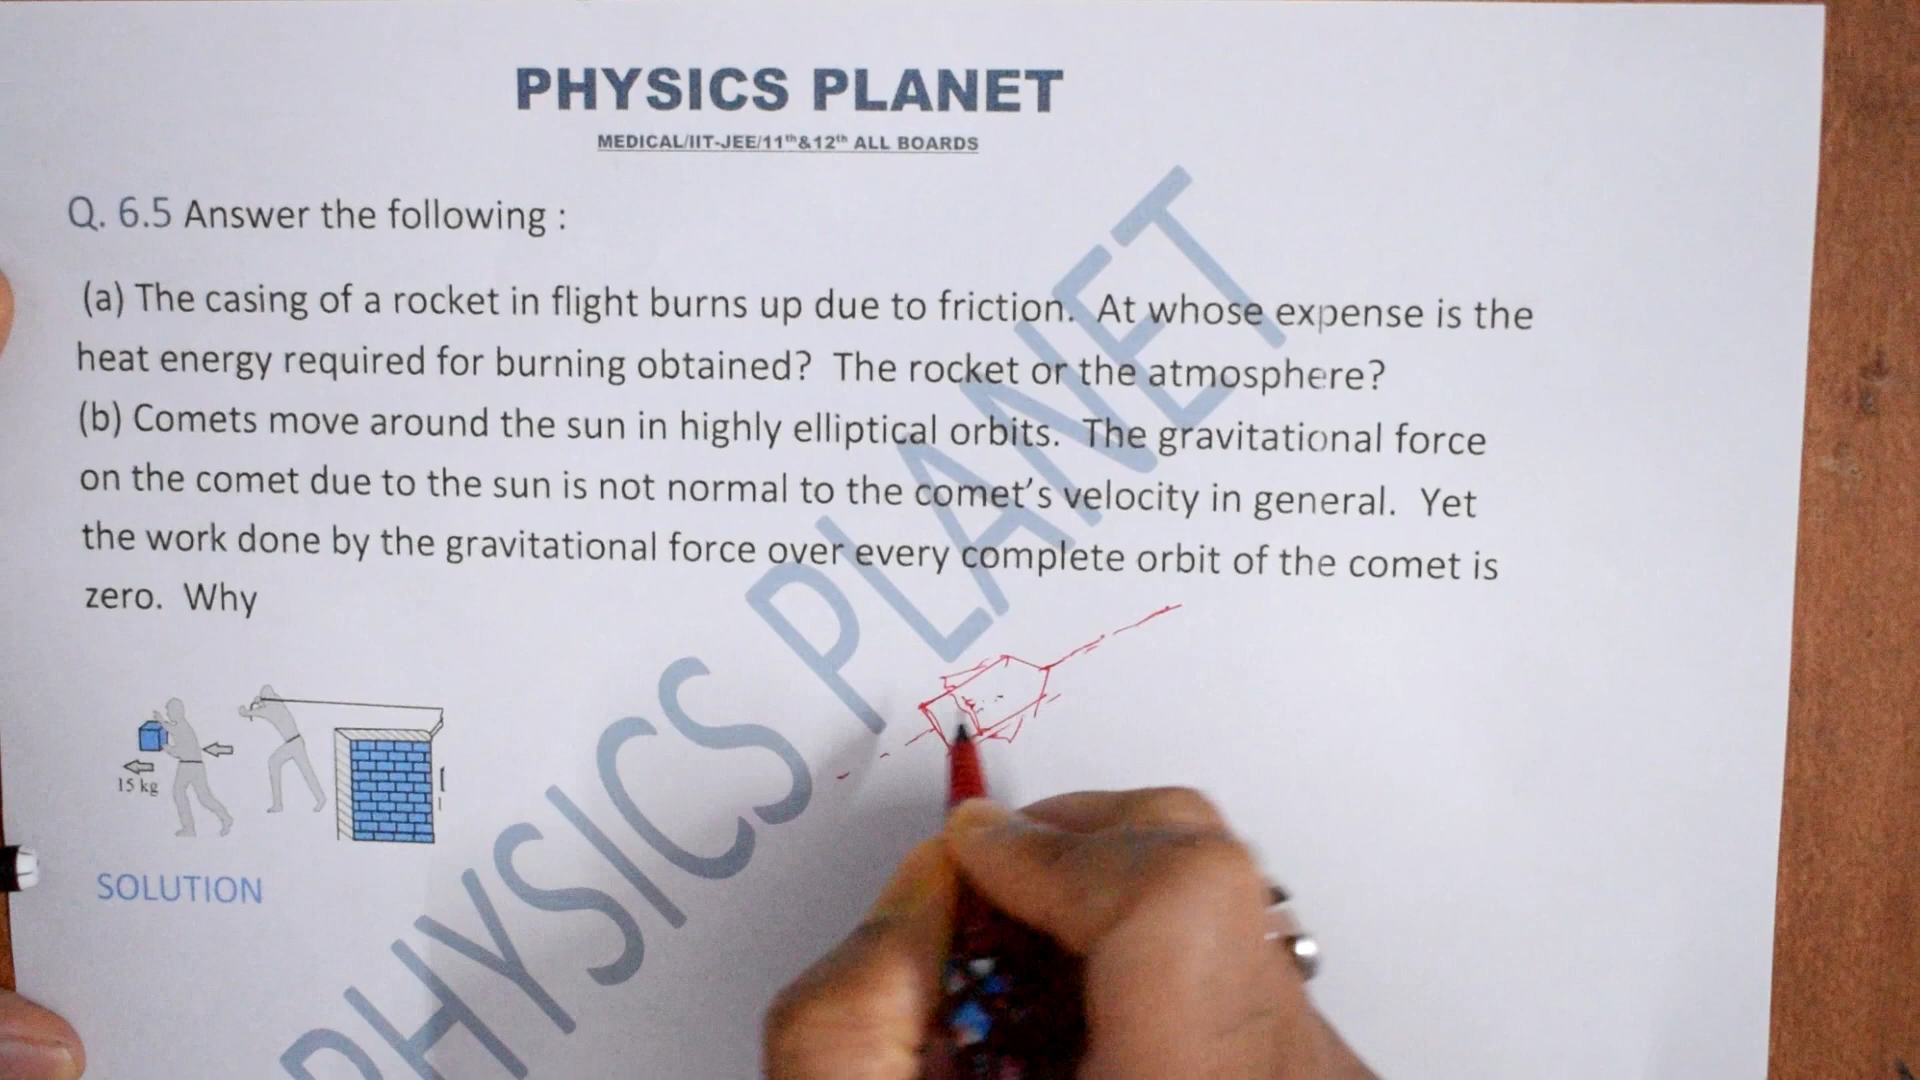 PHYSICS PLANET
MEDICAL/IIT-JEE/11th&12th ALL BOARDS
Q. 6.5 Answer the following :
(a) The casing of a rocket in flight burns up due to friction. At whose expense is the
heat energy required for burning obtained? The rocket or the atmosphere?
(b) Comets move around the sun in highly elliptical orbits. The gravitational force
on the comet due to the sun is not normal to the comet’s velocity in general. Yet
the work done by the gravitational force over every complete orbit of the comet is
zero. Why
15 kg
SOLUTION
PHYSICS PLANET